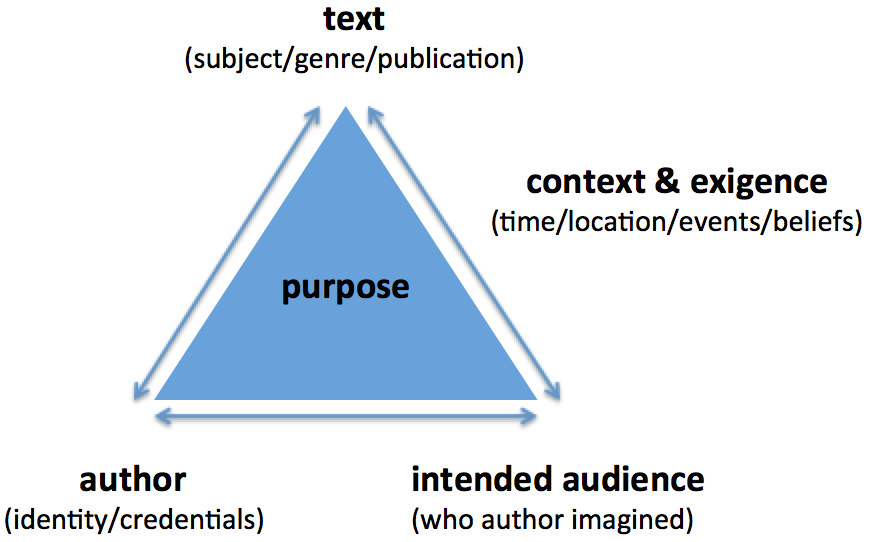 text
(subject/genre/publication)
context & exigence
(time/location/events/beliefs)
purpose
author
(identity/credentials)
intended audience
(who author imagined)